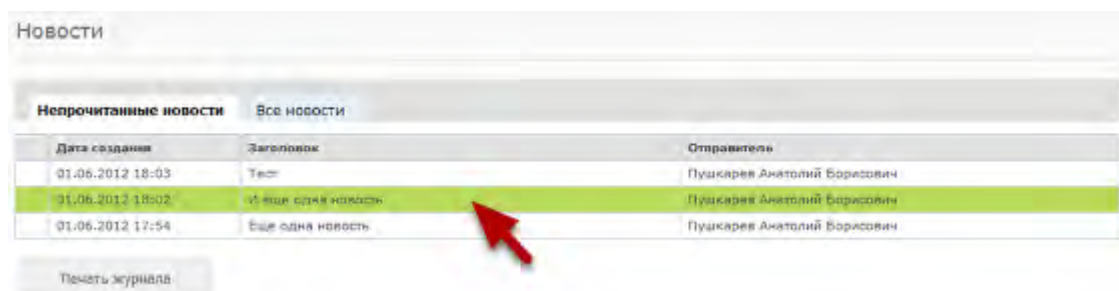 Новости
Непрочитанные новости Все новости
Дата создания Заголовок Отправитель
01.06.2012 18:03 Тест Пушкарев Анатолий Борисович
01.06.2012 18:02 И еще одна новость Пушкарев Анатолий Борисович
01.06.2012 17:54 Еще одна новость Пушкарев Анатолий Борисович
Печать журнала